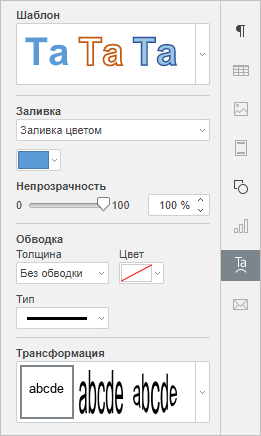 Шаблон
Ta Ta Ta
Заливка
Заливка цветом
Непрозрачность
0 100 100 %
Обводка
Толщина Цвет
Без обводки
Тип
Трансформация
abcde abcde abcde
Ta